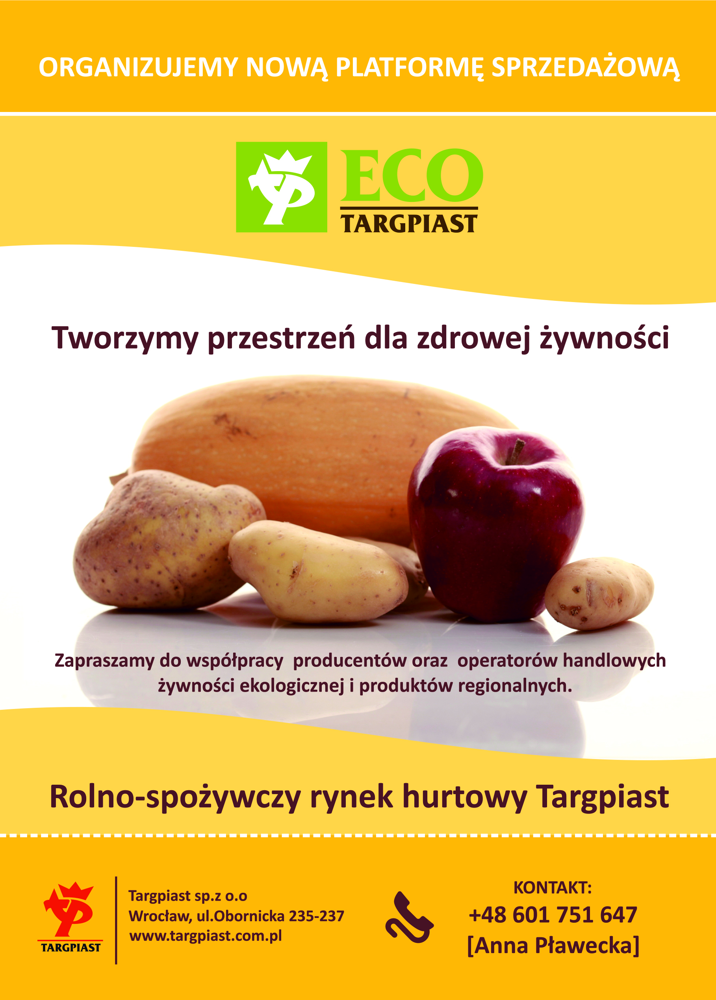 ORGANIZUJEMY NOWĄ PLATFORMĘ SPRZEDAŻOWĄ
ECO
TARGPIAST
Tworzymy przestrzeń dla zdrowej żywności
Zapraszamy do współpracy producentów oraz operatorów handlowych
żywności ekologicznej i produktów regionalnych.
Rolno-spożywczy rynek hurtowy Targpiast
TARGPIAST
Targpiast sp.z o.o
Wrocław, ul.Obornicka 235-237
www.targpiast.com.pl
KONTAKT:
+48 601 751 647
[Anna Pławecka]